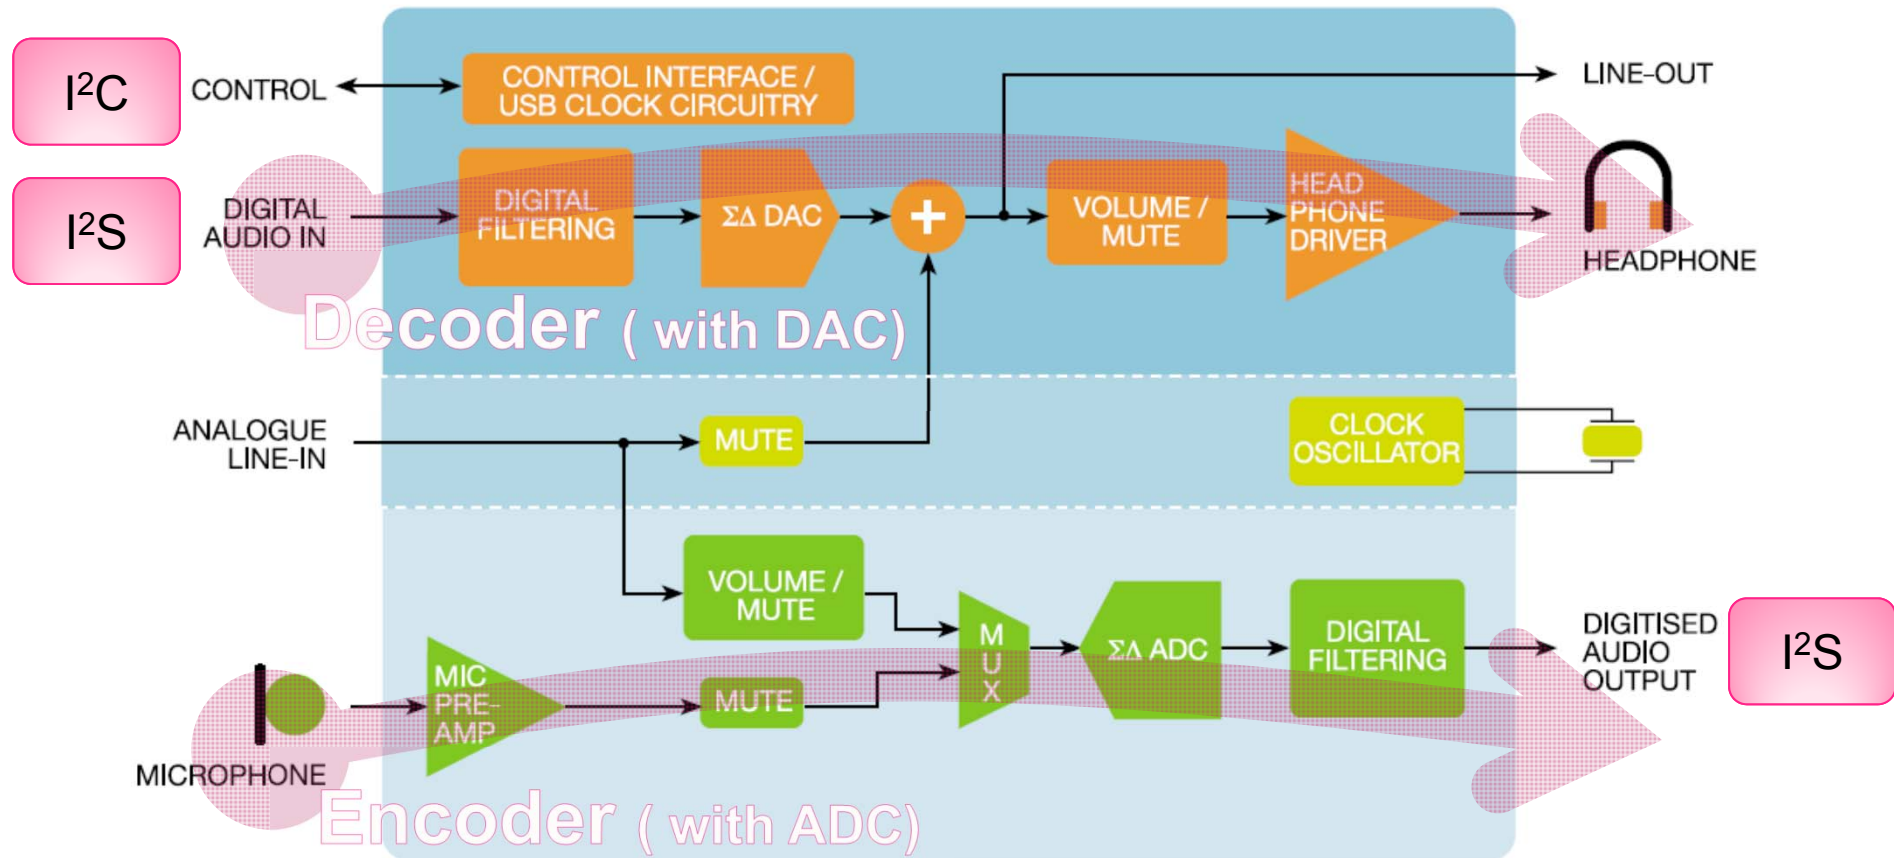 I²C
CONTROL
CONTROL INTERFACE /
USB CLOCK CIRCUITRY
LINE-OUT
I²S
DIGITAL
AUDIO IN
DIGITAL
FILTERING
ΣΔ DAC
+
VOLUME /
MUTE
HEAD
PHONE
DRIVER
HEADPHONE
Decoder ( with DAC)
ANALOGUE
LINE-IN
MUTE
CLOCK
OSCILLATOR
VOLUME /
MUTE
MIC
PRE-
AMP
MUTE
M
U
X
ΣΔ ADC
DIGITAL
FILTERING
DIGITISED
AUDIO
OUTPUT
I²S
MICROPHONE
Encoder ( with ADC)